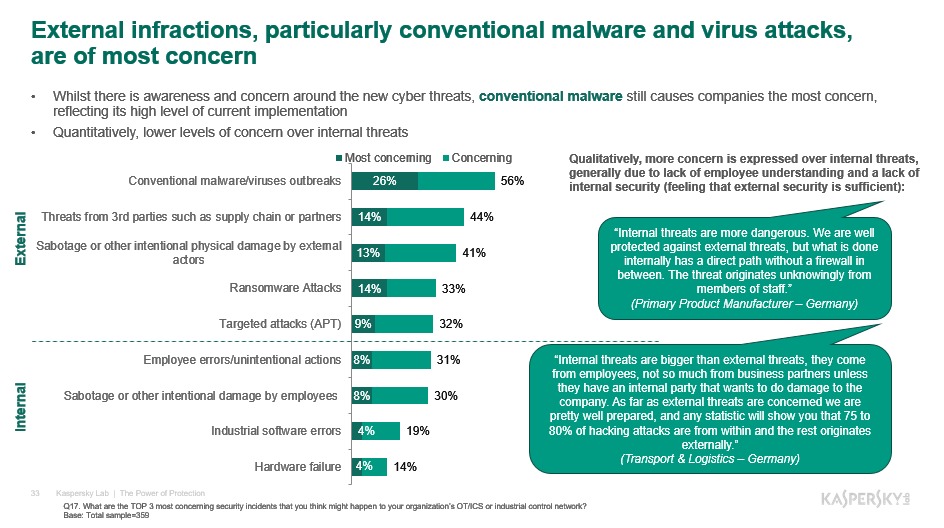 External infractions, particularly conventional malware and virus attacks,
are of most concern
• Whilst there is awareness and concern around the new cyber threats, conventional malware still causes companies the most concern,
reflecting its high level of current implementation
• Quantitatively, lower levels of concern over internal threats
Most concerning Concerning
Qualitatively, more concern is expressed over internal threats,
generally due to lack of employee understanding and a lack of
internal security (feeling that external security is sufficient):
External
Conventional malware/viruses outbreaks 26% 56%
Threats from 3rd parties such as supply chain or partners 14% 44%
Sabotage or other intentional physical damage by external
actors 13% 41%
Ransomware Attacks 14% 33%
Targeted attacks (APT) 9% 32%
Internal
Employee errors/unintentional actions 8% 31%
Sabotage or other intentional damage by employees 8% 30%
Industrial software errors 4% 19%
Hardware failure 4% 14%
“Internal threats are more dangerous. We are well
protected against external threats, but what is done
internally has a direct path without a firewall in
between. The threat originates unknowingly from
members of staff.”
(Primary Product Manufacturer – Germany)
“Internal threats are bigger than external threats, they come
from employees, not so much from business partners unless
they have an internal party that wants to do damage to the
company. As far as external threats are concerned we are
pretty well prepared, and any statistic will show you that 75 to
80% of hacking attacks are from within and the rest originates
externally.”
(Transport & Logistics – Germany)
33 Kaspersky Lab | The Power of Protection
Q17. What are the TOP 3 most concerning security incidents that you think might happen to your organization's OT/ICS or industrial control network?
Base: Total sample=359
KASPERSKY lab